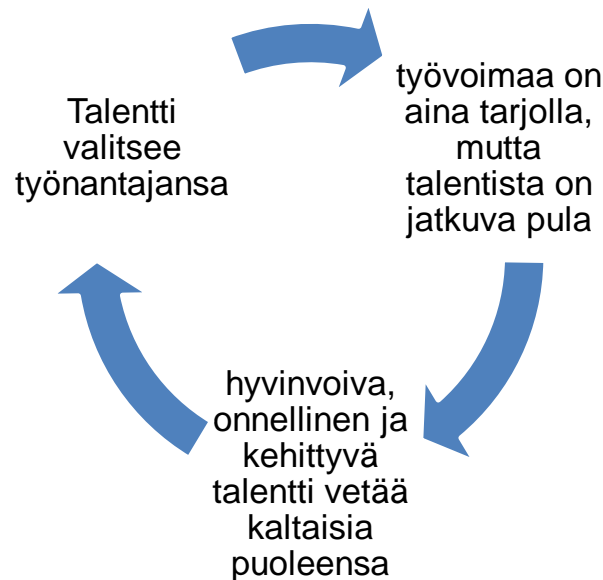 Talentti
valitsee
työnantajansa
työvoimaa on
aina tarjolla,
mutta
talentista on
jatkuva pula
hyvinvoiva,
onnellinen ja
kehittyvä
talentti vetää
kaltaisia
puoleensa